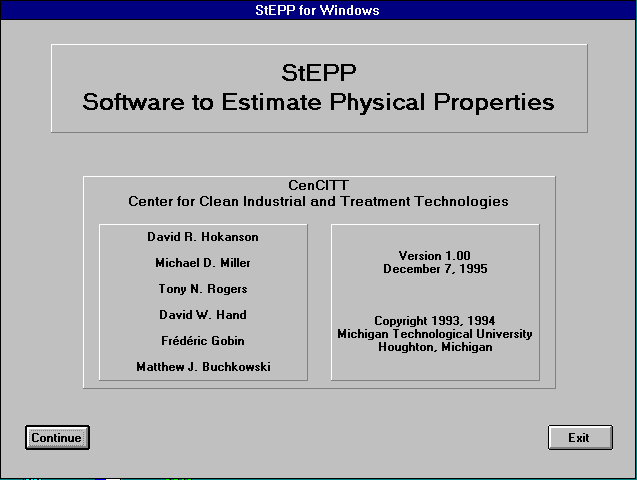 StEPP for Windows
StEPP
Software to Estimate Physical Properties
CenCITT
Center for Clean Industrial and Treatment Technologies
David R. Hokanson
Michael D. Miller
Tony N. Rogers
David W. Hand
Frédéric Gobin
Matthew J. Buchkowski
Version 1.00
December 7, 1995
Copyright 1993, 1994
Michigan Technological University
Houghton, Michigan
Continue
Exit